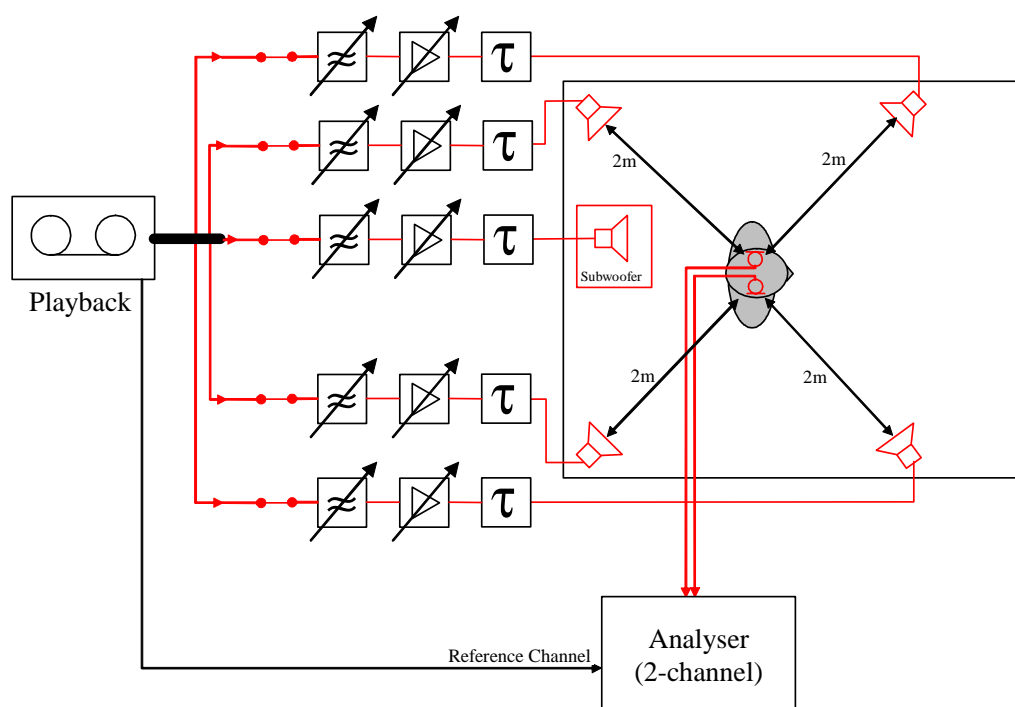 τ
τ
2m
2m
τ
Subwoofer
Playback
τ
2m
2m
τ
Analyser
(2-channel)
Reference Channel